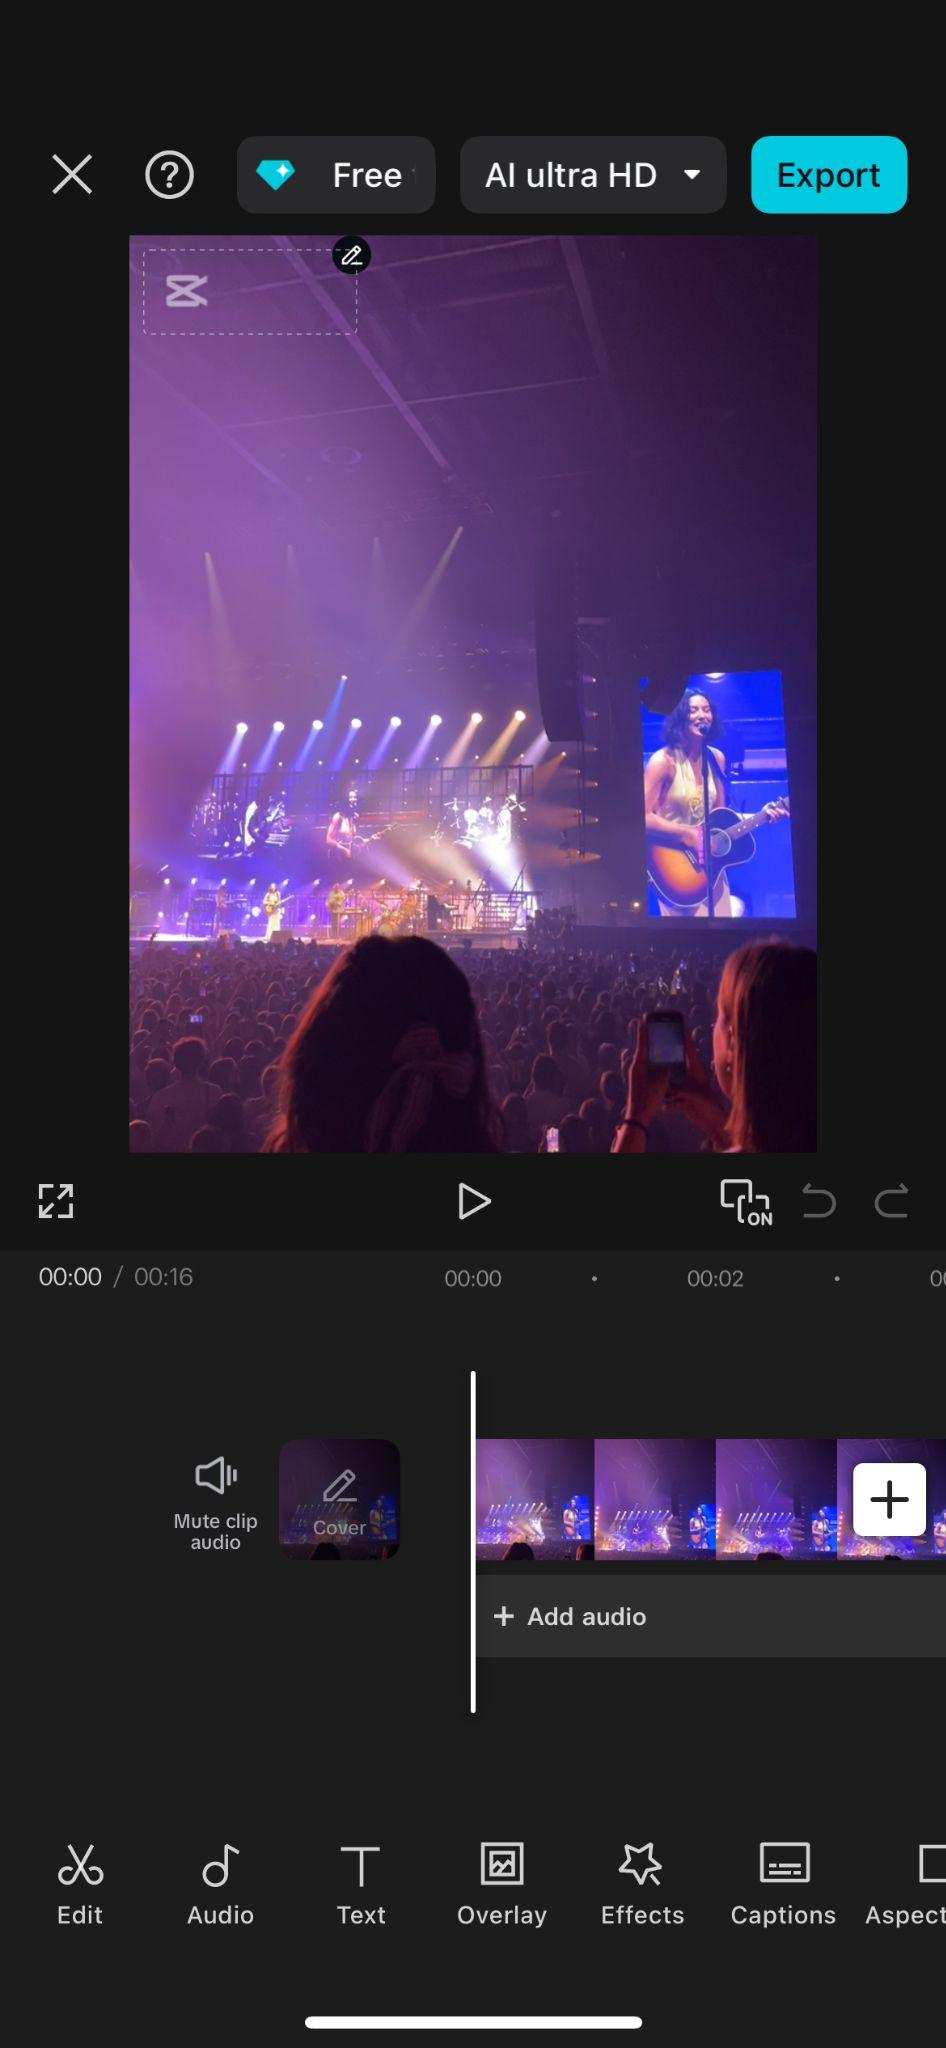 Free
AI ultra HD
Export
ON
00:00 / 00:16
00:00
00:02
Mute clip
audio
Cover
+ Add audio
Edit
Audio
Text
Overlay
Effects
Captions
Aspect